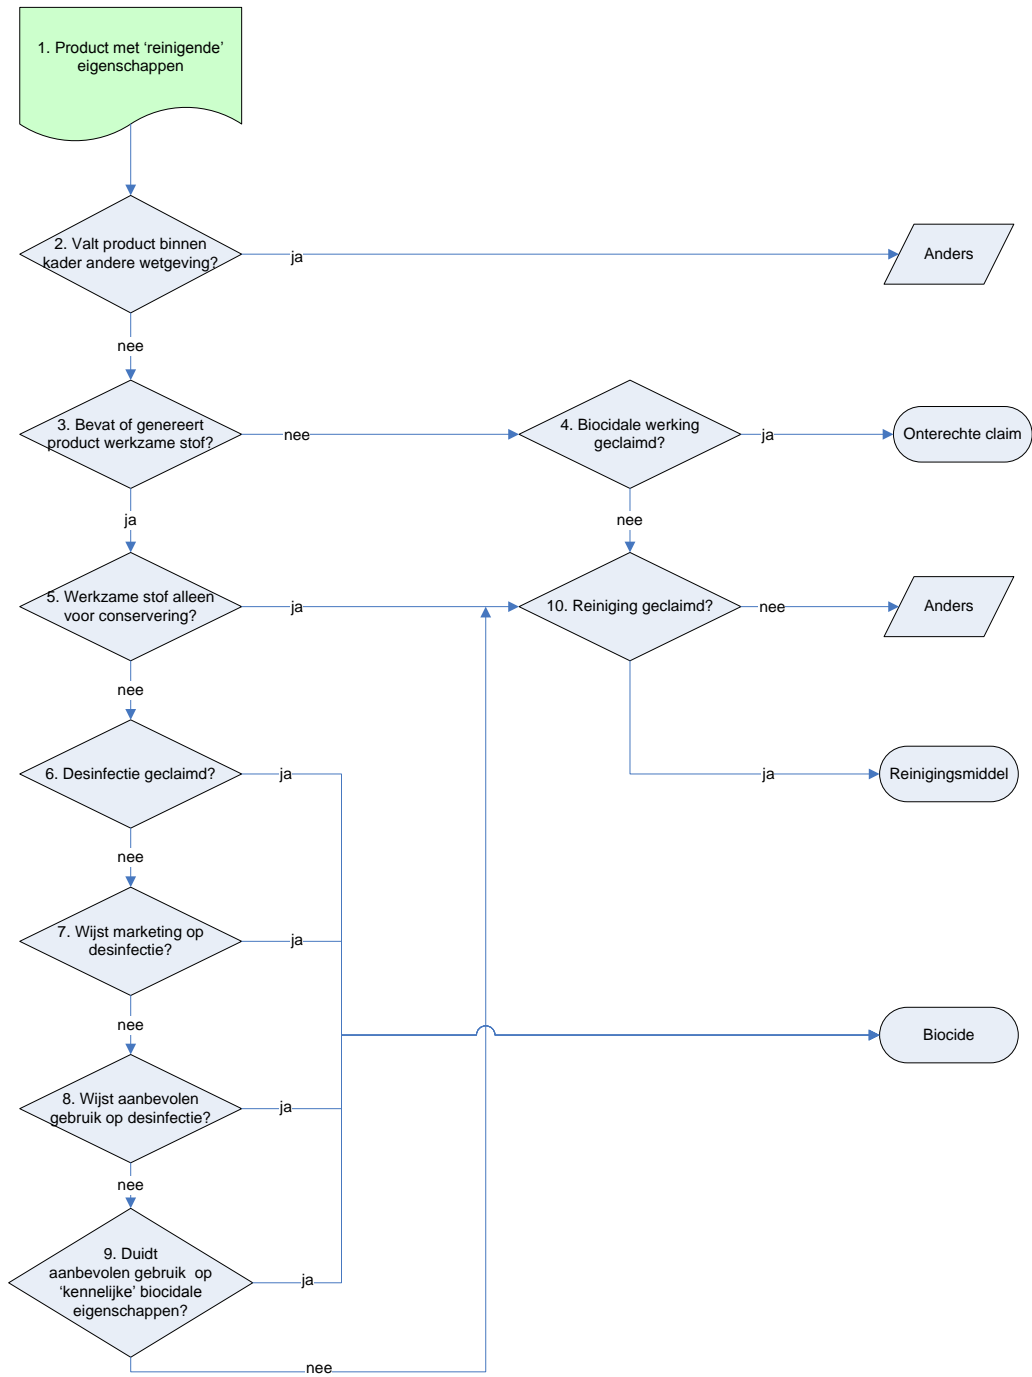 1. Product met ‘reinigende’
eigenschappen
2. Valt product binnen
kader andere wetgeving?
ja
Anders
nee
3. Bevat of genereert
product werkzame stof?
nee
4. Biocidale werking
geclaimd?
ja
Onterechte claim
ja
nee
5. Werkzame stof alleen
voor conservering?
ja
10. Reiniging geclaimd?
nee
Anders
nee
6. Desinfectie geclaimd?
ja
ja
Reinigingsmiddel
nee
7. Wijst marketing op
desinfectie?
ja
nee
Biocide
8. Wijst aanbevolen
gebruik op desinfectie?
ja
nee
9. Duidt
aanbevolen gebruik op
‘kennelijke’ biocidale
eigenschappen?
ja
nee